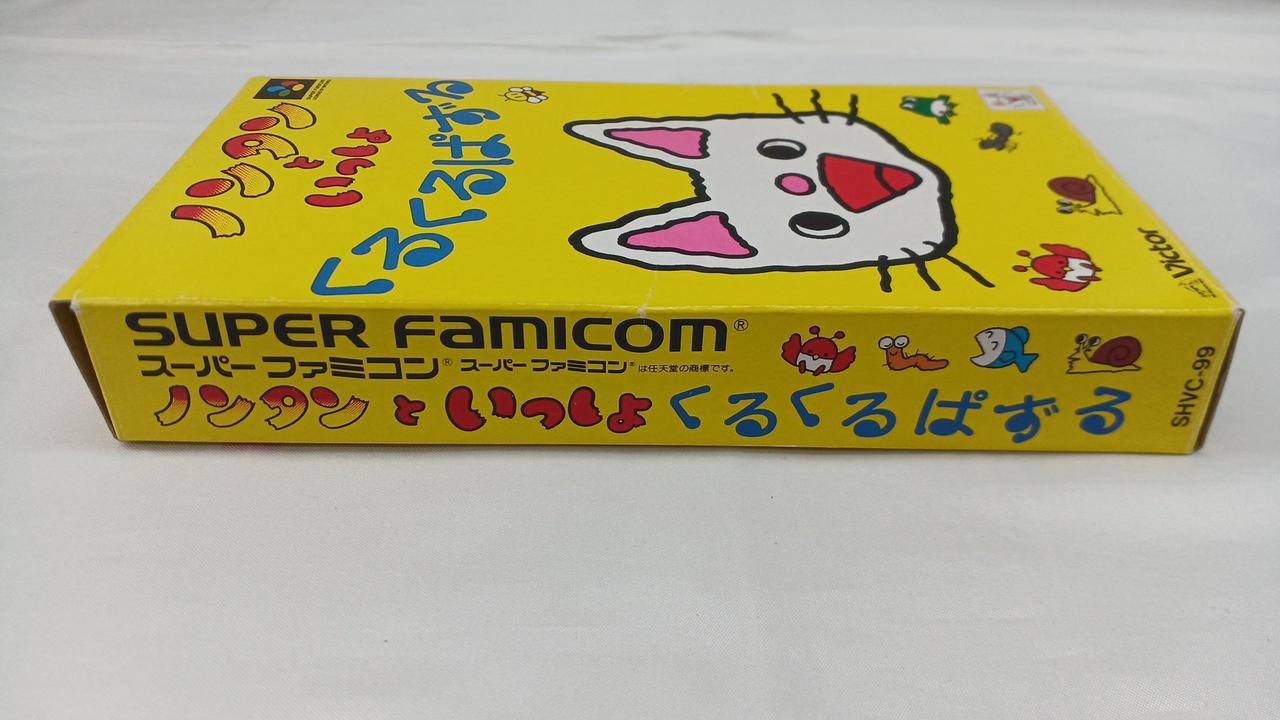 ノンタン
と
いっしょ
くるくるぱずる
Victor
SUPER FAMICOM®
スーパーファミコン® スーパーファミコン®は任天堂の商標です。
ノンタンといっしょくるくるぱずる
SHVC-99